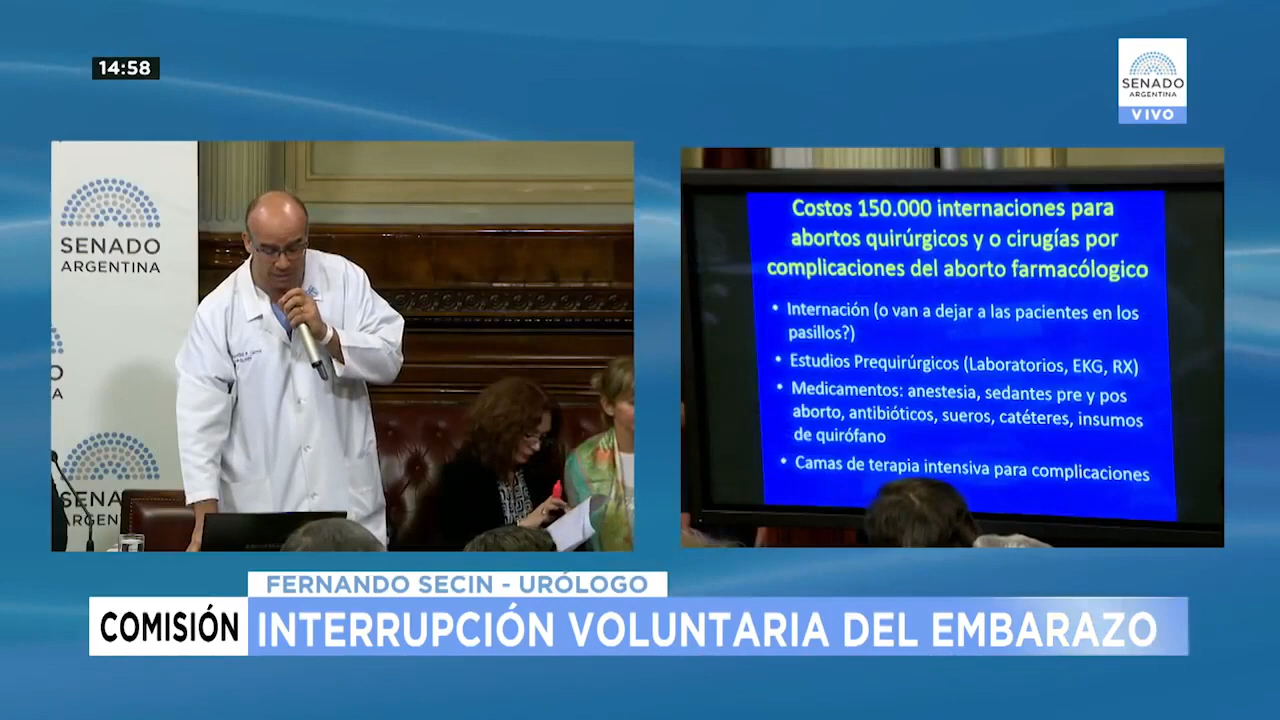 14:58
SENADO
ARGENTINA
VIVO
SENADO
ARGENTINA
SENA
ARGEN
Costos 150.000 internaciones para
abortos quirúrgicos y o cirugías por
complicaciones del aborto farmacólogico
• Internación (o van a dejar a las pacientes en los
pasillos?)
• Estudios Prequirúrgicos (Laboratorios, EKG, RX)
• Medicamentos: anestesia, sedantes pre y pos
aborto, antibióticos, sueros, catéteres, insumos
de quirófano
• Camas de terapia intensiva para complicaciones
FERNANDO SECIN - URÓLOGO
COMISIÓN
INTERRUPCIÓN VOLUNTARIA DEL EMBARAZO